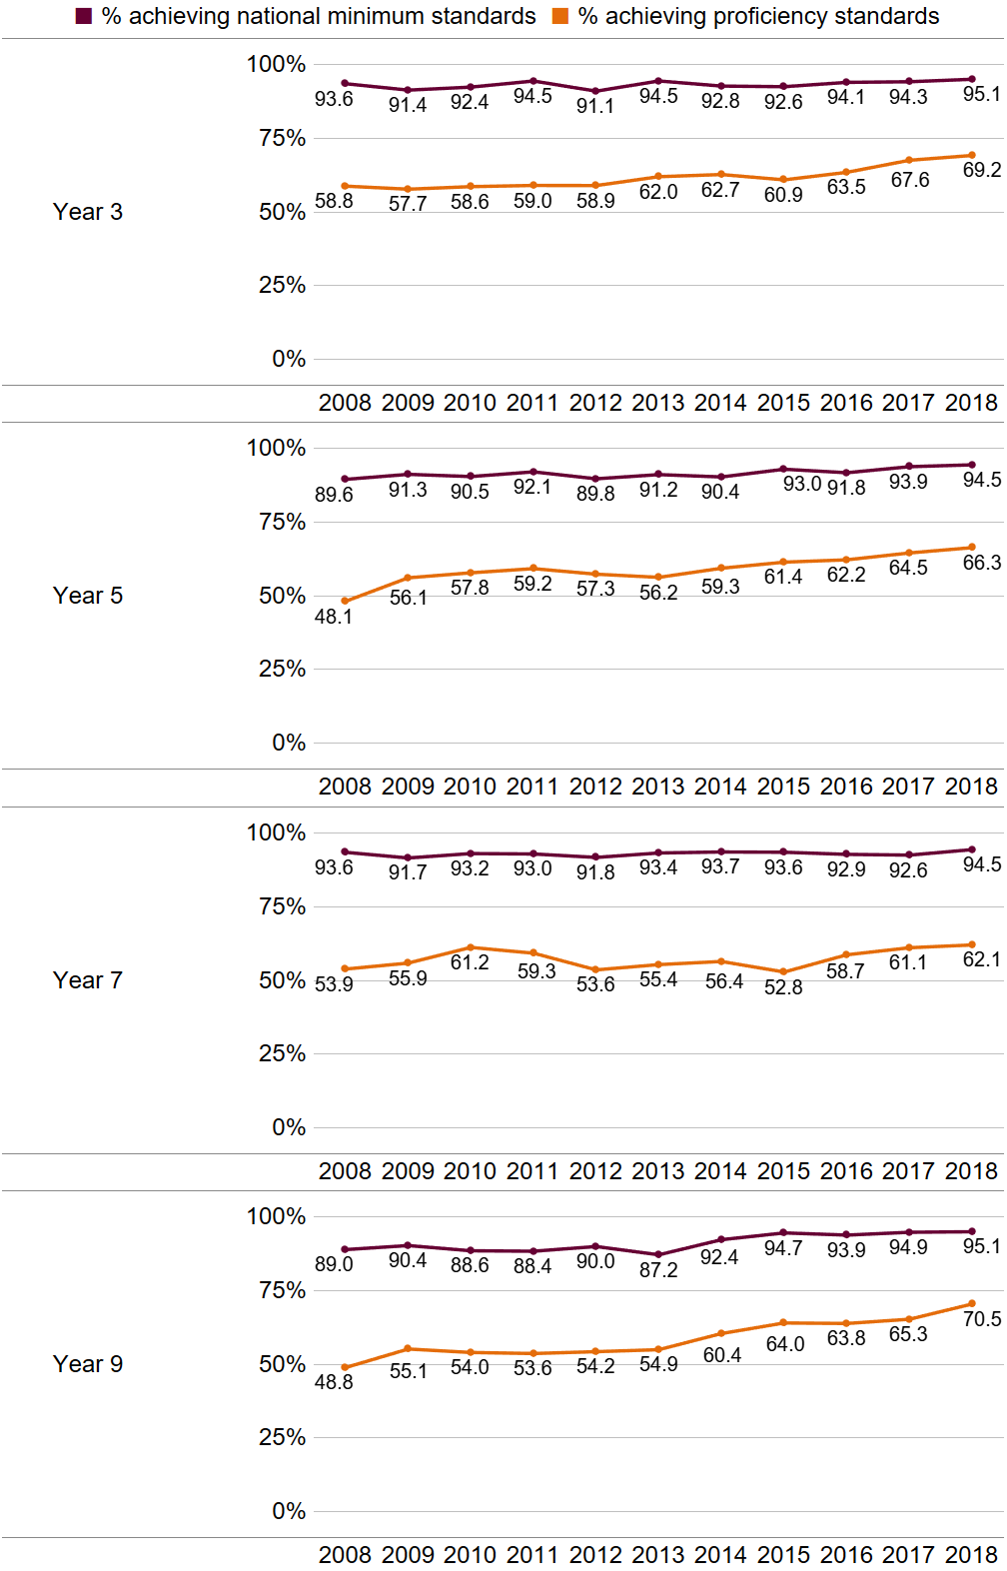 % achieving national minimum standards % achieving proficiency standards
100%
93.6 91.4 92.4 94.5 91.1 94.5 92.8 92.6 94.1 94.3 95.1
75%
58.8 57.7 58.6 59.0 58.9 62.0 62.7 60.9 63.5 67.6 69.2
Year 3 50%
25%
0%
2008 2009 2010 2011 2012 2013 2014 2015 2016 2017 2018
100%
89.6 91.3 90.5 92.1 89.8 91.2 90.4 93.0 91.8 93.9 94.5
75%
48.1 56.1 57.8 59.2 57.3 56.2 59.3 61.4 62.2 64.5 66.3
Year 5 50%
25%
0%
2008 2009 2010 2011 2012 2013 2014 2015 2016 2017 2018
100%
93.6 91.7 93.2 93.0 91.8 93.4 93.7 93.6 92.9 92.6 94.5
75%
53.9 55.9 61.2 59.3 53.6 55.4 56.4 52.8 58.7 61.1 62.1
Year 7 50%
25%
0%
2008 2009 2010 2011 2012 2013 2014 2015 2016 2017 2018
100%
89.0 90.4 88.6 88.4 90.0 87.2 92.4 94.7 93.9 94.9 95.1
75%
48.8 55.1 54.0 53.6 54.2 54.9 60.4 64.0 63.8 65.3 70.5
Year 9 50%
25%
0%
2008 2009 2010 2011 2012 2013 2014 2015 2016 2017 2018